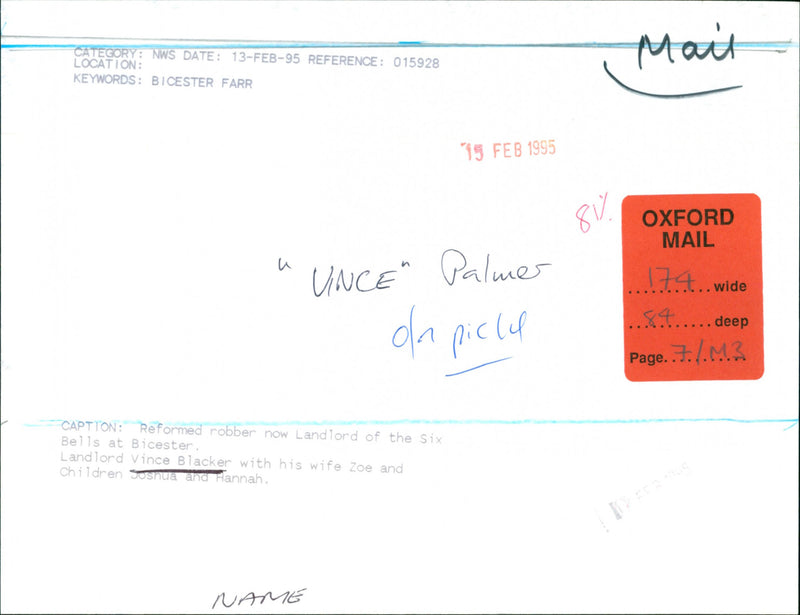 Mail
CATEGORY: NWS DATE: 13-FEB-95 REFERENCE: 015928
LOCATION:
KEYWORDS: BICESTER FARR
15 FEB 1995
81%
OXFORD
MAIL
174 wide
84 deep
Page. 7/M3
"VINCE" Palmer
CAPTION: Reformed robber now Landlord of the Six
Bells at Bicester.
Landlord Vince Blacker with his wife Zoe and
Children Joshua and Hannah.
NAME